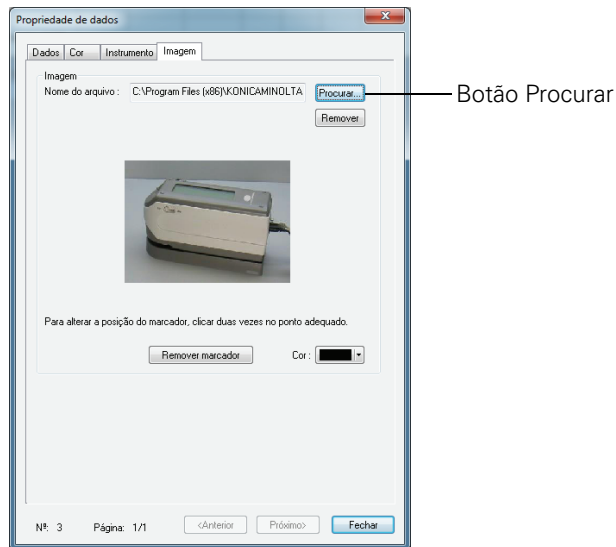 Propriedade de dados
Dados Cor Instrumento Imagem
Imagem
Nome do arquivo : C:\Program Files (x86)\KONICAMINOLTA Procurar...
Botão Procurar
Remover
Para alterar a posição do marcador, clicar duas vezes no ponto adequado.
Remover marcador Cor :
Nº: 3 Página: 1/1 <Anterior Próximo> Fechar